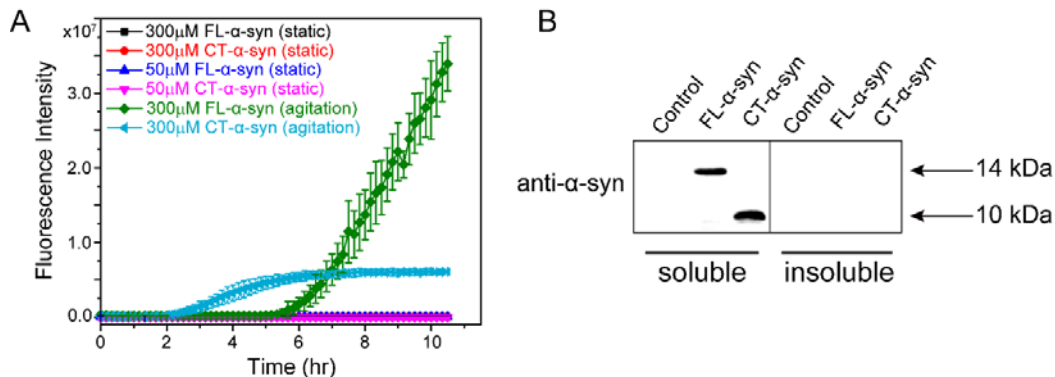 A
x10⁷
300μM FL-α-syn (static)
300μM CT-α-syn (static)
50μM FL-α-syn (static)
50μM CT-α-syn (static)
300μM FL-α-syn (agitation)
300μM CT-α-syn (agitation)
3.0
2.0
1.0
0.0
Fluorescence Intensity
0 2 4 6 8 10
Time (hr)
B
Control FL-α-syn CT-α-syn Control FL-α-syn CT-α-syn
anti-α-syn
14 kDa
10 kDa
soluble insoluble